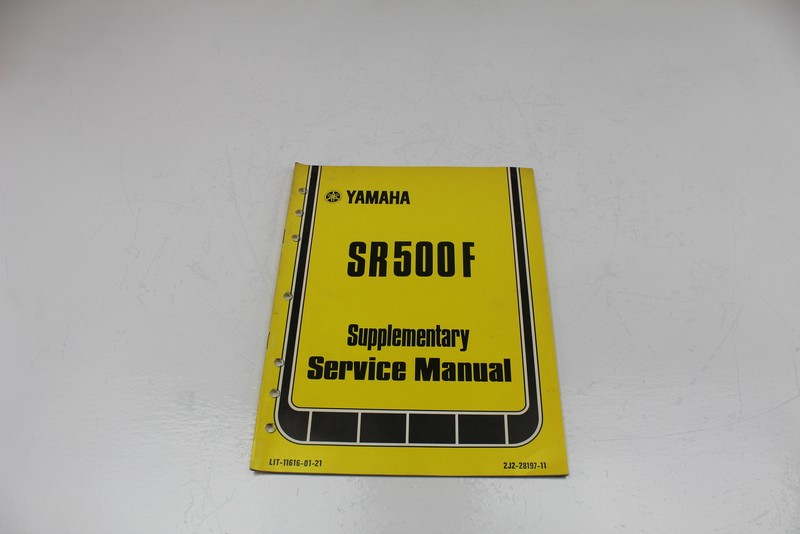 YAMAHA
SR500F
Supplementary
Service Manual
LIT-11616-01-21
2J2-28197-11